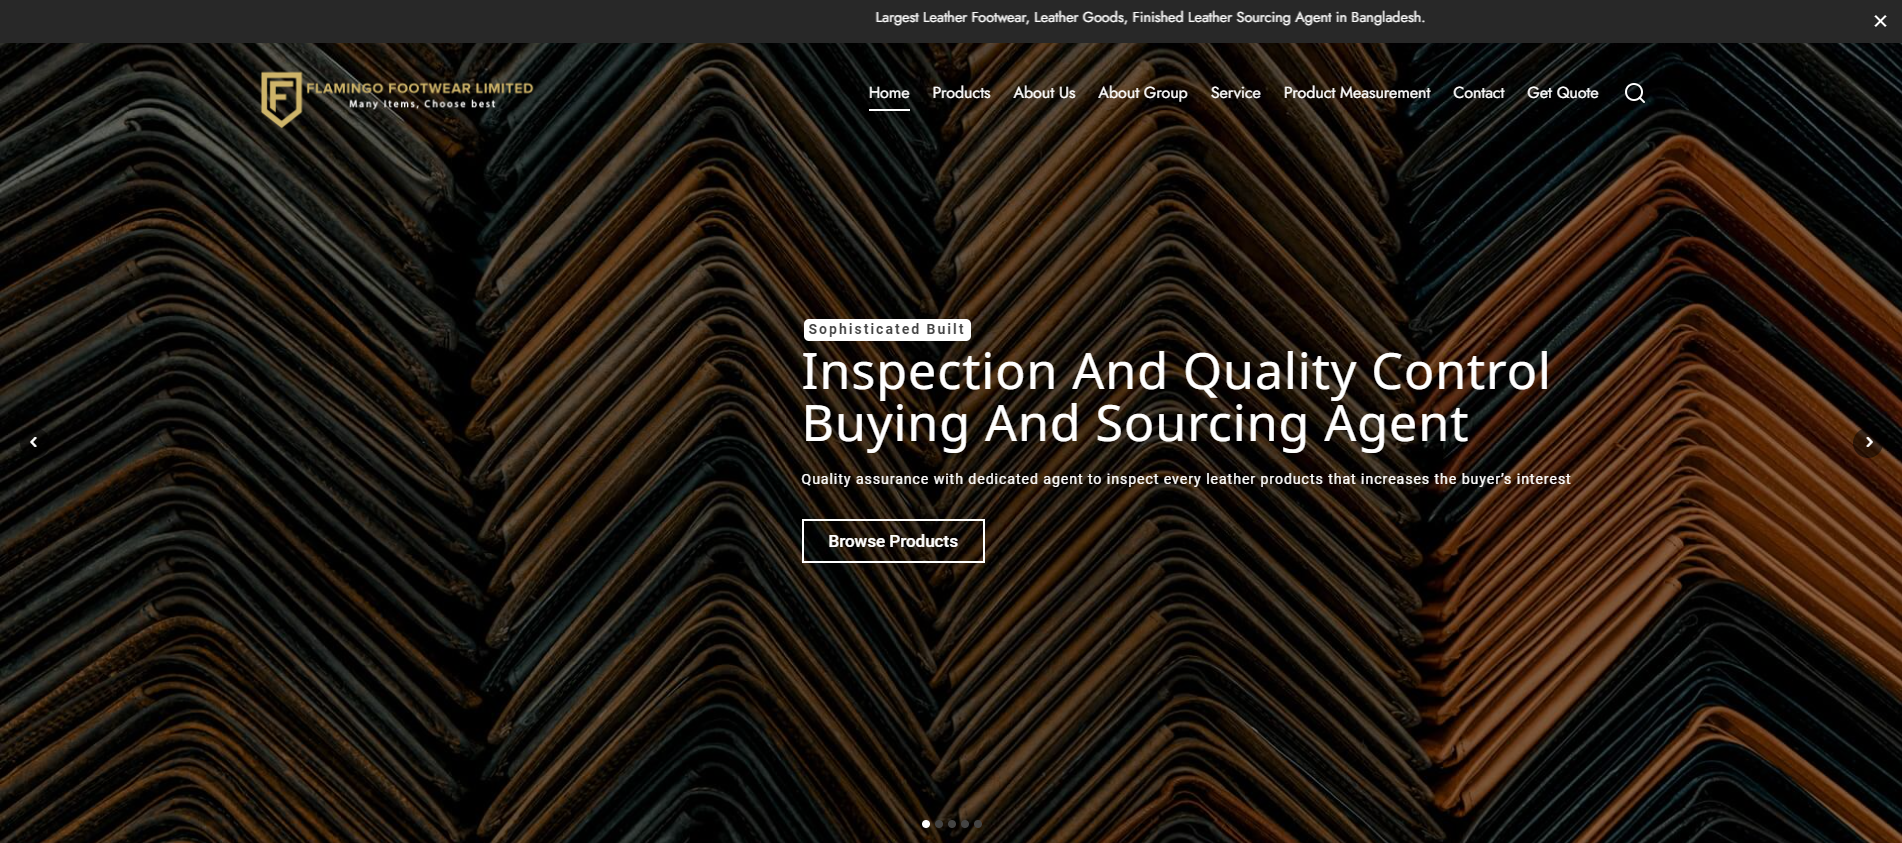 Largest Leather Footwear, Leather Goods, Finished Leather Sourcing Agent in Bangladesh.
FLAMINGO FOOTWEAR LIMITED
Many Items, Choose best
Home Products About Us About Group Service Product Measurement Contact Get Quote
Sophisticated Built
Inspection And Quality Control
Buying And Sourcing Agent
Quality assurance with dedicated agent to inspect every leather products that increases the buyer's interest
Browse Products